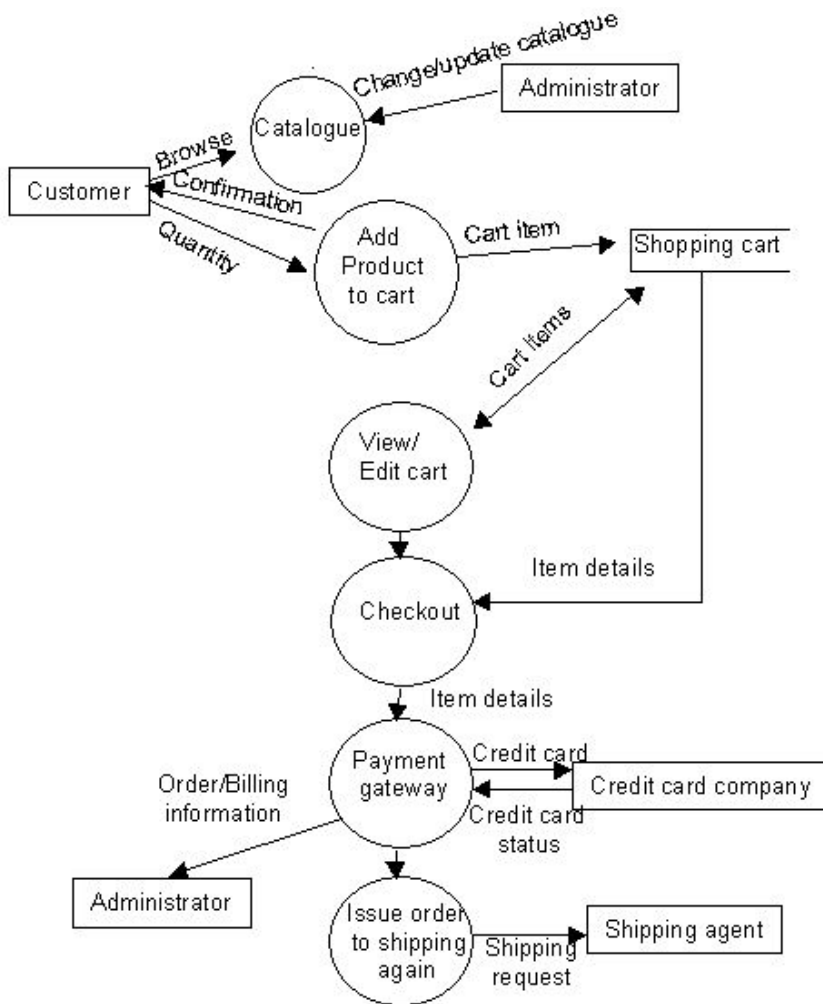 Change/update catalogue
Administrator
Catalogue
Browse
Customer
Confirmation
Quantity
Add
Product
to cart
Cart item
Shopping cart
Cart Items
View/
Edit cart
Item details
Checkout
Item details
Payment
gateway
Credit card
Credit card company
Credit card
status
Order/Billing
information
Administrator
Issue order
to shipping
again
Shipping
request
Shipping agent